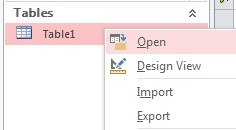 Tables
Table1
Open
Design View
Import
Export